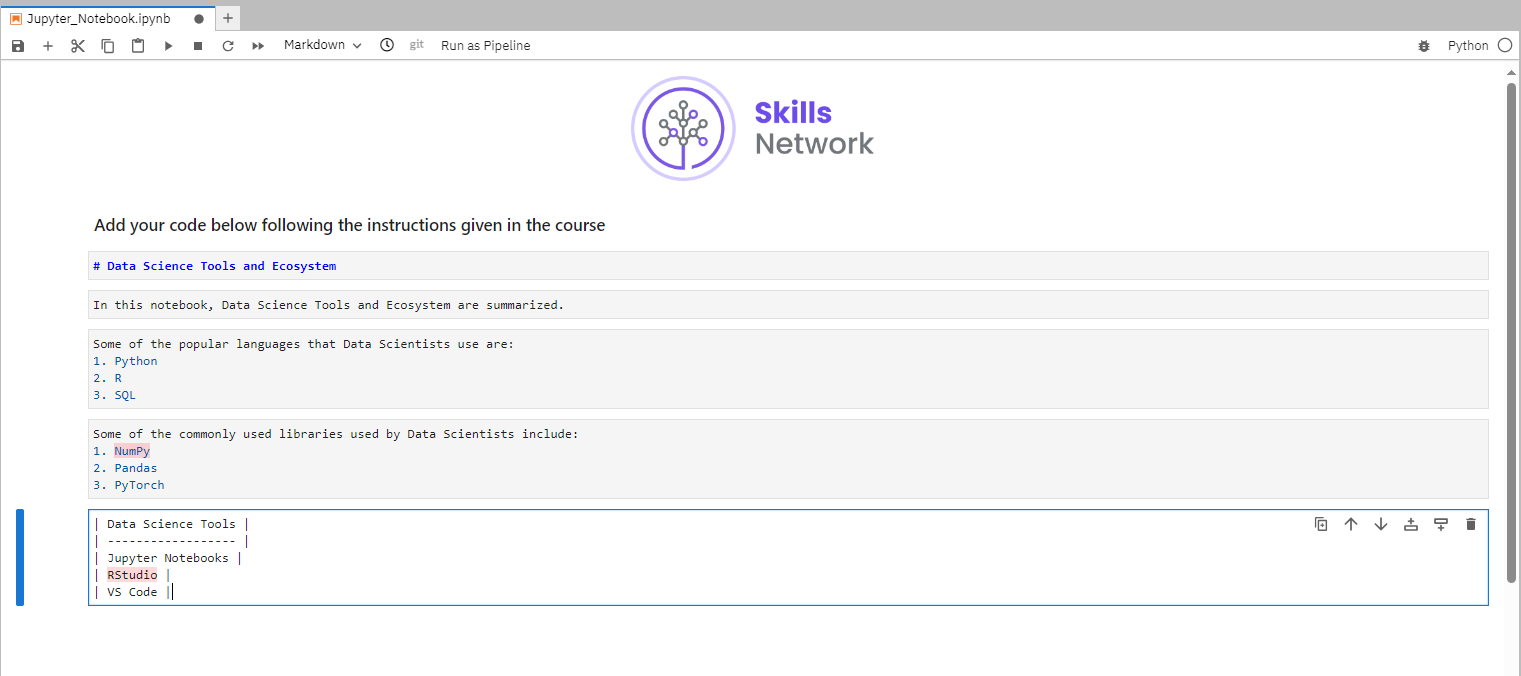 Jupyter_Notebook.ipynb
Markdown git Run as Pipeline Python
Skills
Network
Add your code below following the instructions given in the course
# Data Science Tools and Ecosystem
In this notebook, Data Science Tools and Ecosystem are summarized.
Some of the popular languages that Data Scientists use are:
1. Python
2. R
3. SQL
Some of the commonly used libraries used by Data Scientists include:
1. NumPy
2. Pandas
3. PyTorch
| Data Science Tools |
| ------------------ |
| Jupyter Notebooks |
| RStudio |
| VS Code |